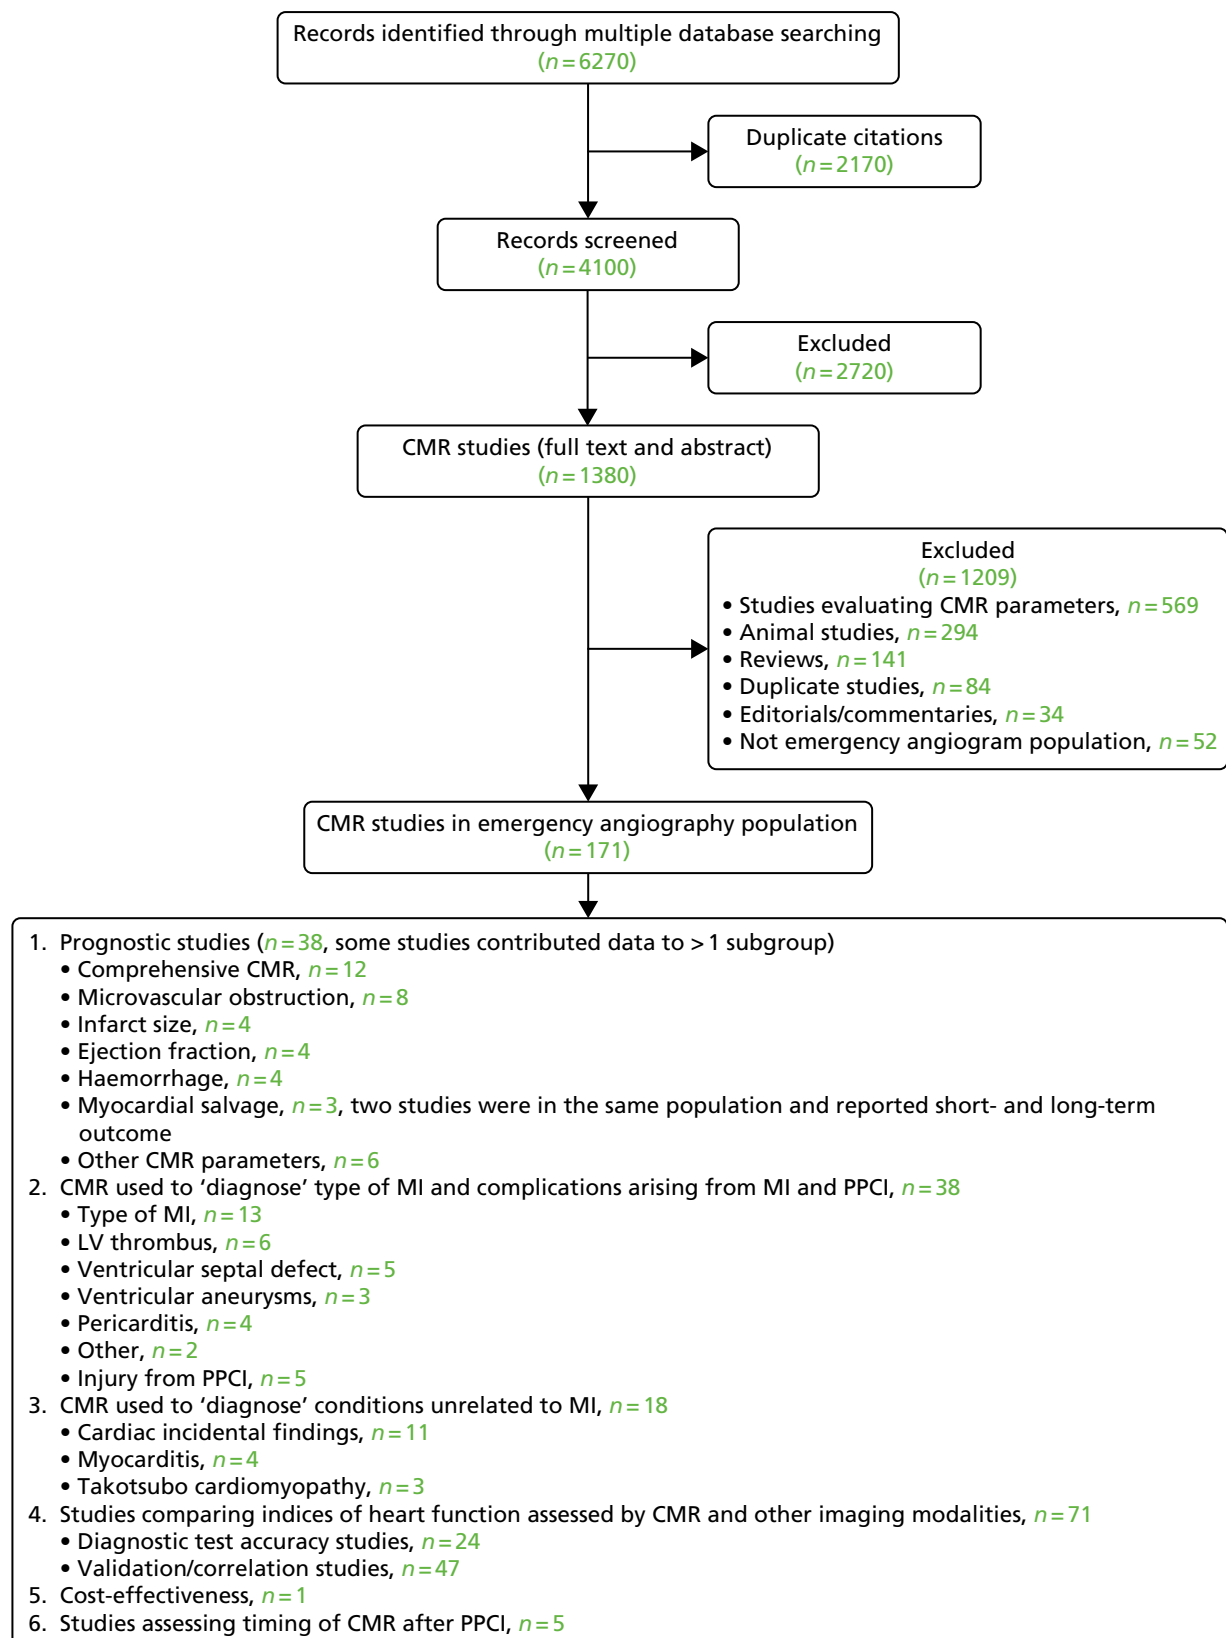 Records identified through multiple database searching
(n=6270)
Duplicate citations
(n=2170)
Records screened
(n=4100)
Excluded
(n=2720)
CMR studies (full text and abstract)
(n=1380)
Excluded
(n=1209)
• Studies evaluating CMR parameters, n=569
• Animal studies, n=294
• Reviews, n=141
• Duplicate studies, n=84
• Editorials/commentaries, n=34
• Not emergency angiogram population, n=52
CMR studies in emergency angiography population
(n=171)
1. Prognostic studies (n=38, some studies contributed data to >1 subgroup)
• Comprehensive CMR, n=12
• Microvascular obstruction, n=8
• Infarct size, n=4
• Ejection fraction, n=4
• Haemorrhage, n=4
• Myocardial salvage, n=3, two studies were in the same population and reported short- and long-term
outcome
• Other CMR parameters, n=6
2. CMR used to ‘diagnose’ type of MI and complications arising from MI and PPCI, n=38
• Type of MI, n=13
• LV thrombus, n=6
• Ventricular septal defect, n=5
• Ventricular aneurysms, n=3
• Pericarditis, n=4
• Other, n=2
• Injury from PPCI, n=5
3. CMR used to ‘diagnose’ conditions unrelated to MI, n=18
• Cardiac incidental findings, n=11
• Myocarditis, n=4
• Takotsubo cardiomyopathy, n=3
4. Studies comparing indices of heart function assessed by CMR and other imaging modalities, n=71
• Diagnostic test accuracy studies, n=24
• Validation/correlation studies, n=47
5. Cost-effectiveness, n=1
6. Studies assessing timing of CMR after PPCI, n=5